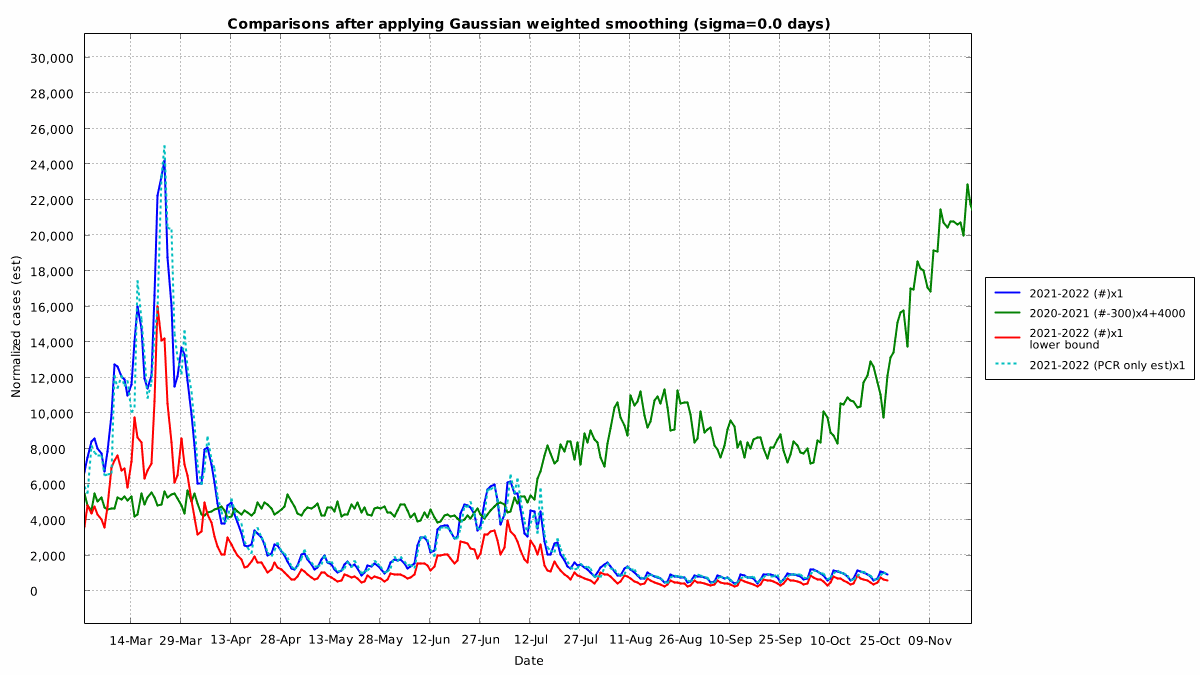 Comparisons after applying Gaussian weighted smoothing (sigma=0.0 days)
30,000
28,000
26,000
24,000
22,000
20,000
18,000
16,000
14,000
12,000
10,000
8,000
6,000
4,000
2,000
0
Normalized cases (est)
14-Mar 29-Mar 13-Apr 28-Apr 13-May 28-May 12-Jun 27-Jun 12-Jul 27-Jul 11-Aug 26-Aug 10-Sep 25-Sep 10-Oct 25-Oct 09-Nov
Date
2021-2022 (#)x1
2020-2021 (#-300)x4+4000
2021-2022 (#)x1
lower bound
2021-2022 (PCR only est)x1